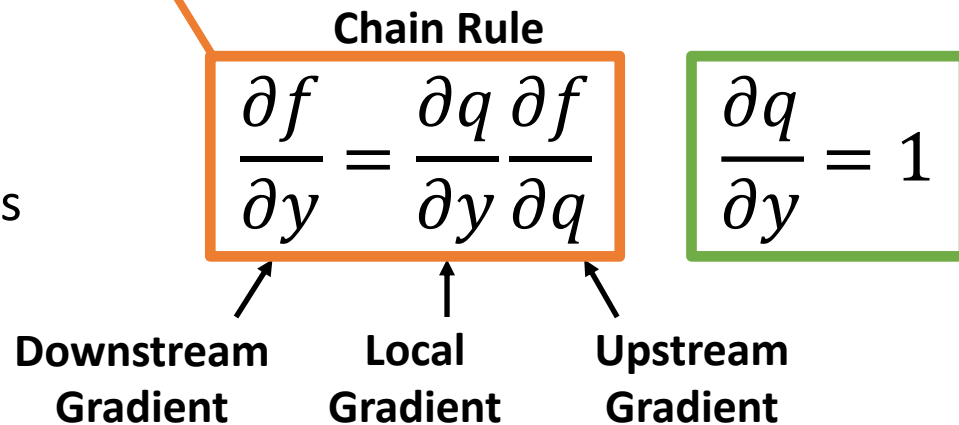 Chain Rule
∂f/∂y = ∂q/∂y ∂f/∂q
∂q/∂y = 1
s
Downstream Gradient
Local Gradient
Upstream Gradient